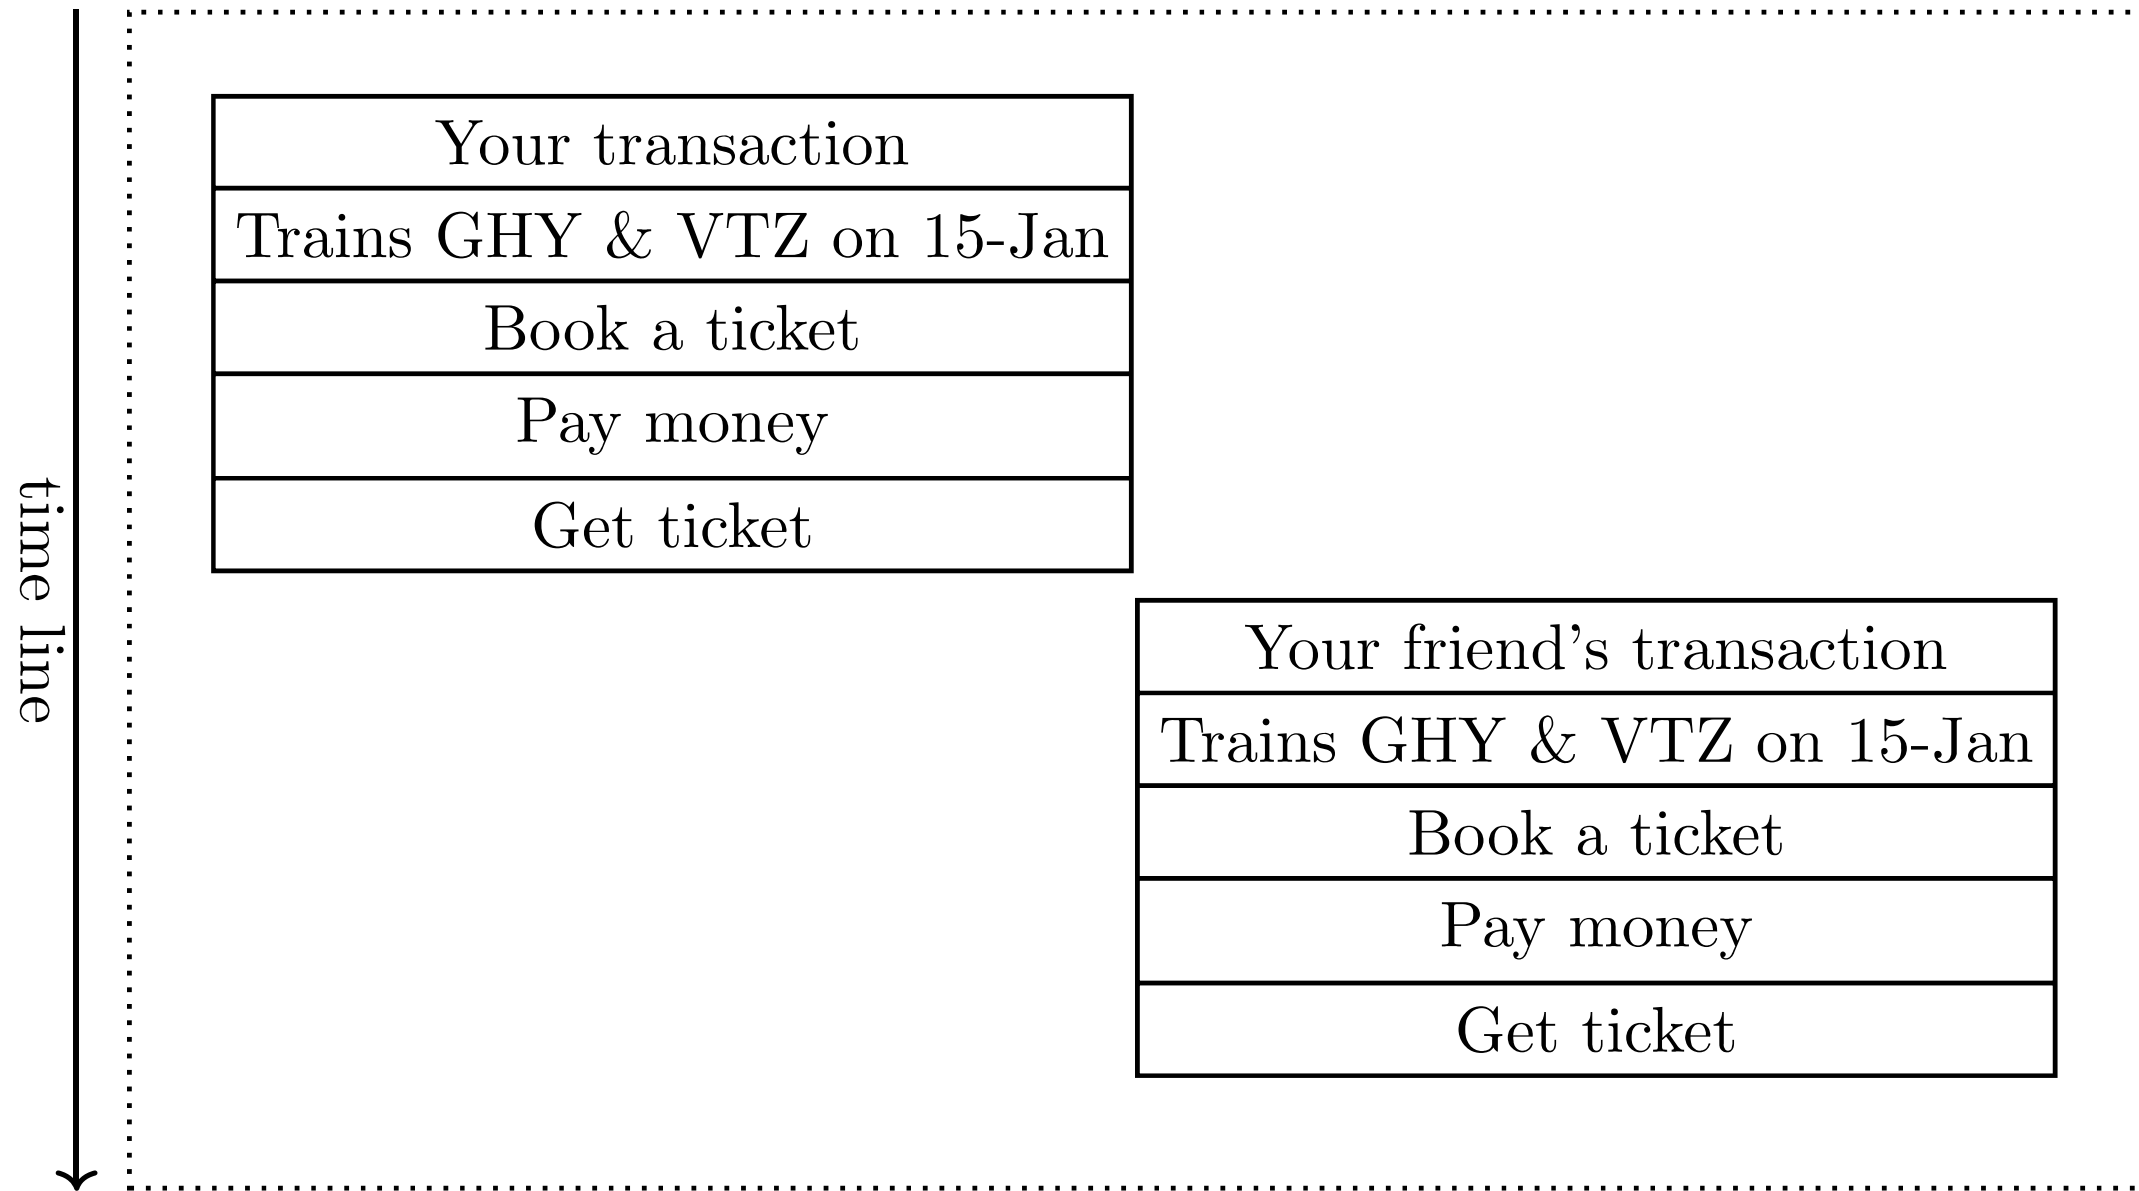 time line
Your transaction
Trains GHY & VTZ on 15-Jan
Book a ticket
Pay money
Get ticket
Your friend's transaction
Trains GHY & VTZ on 15-Jan
Book a ticket
Pay money
Get ticket